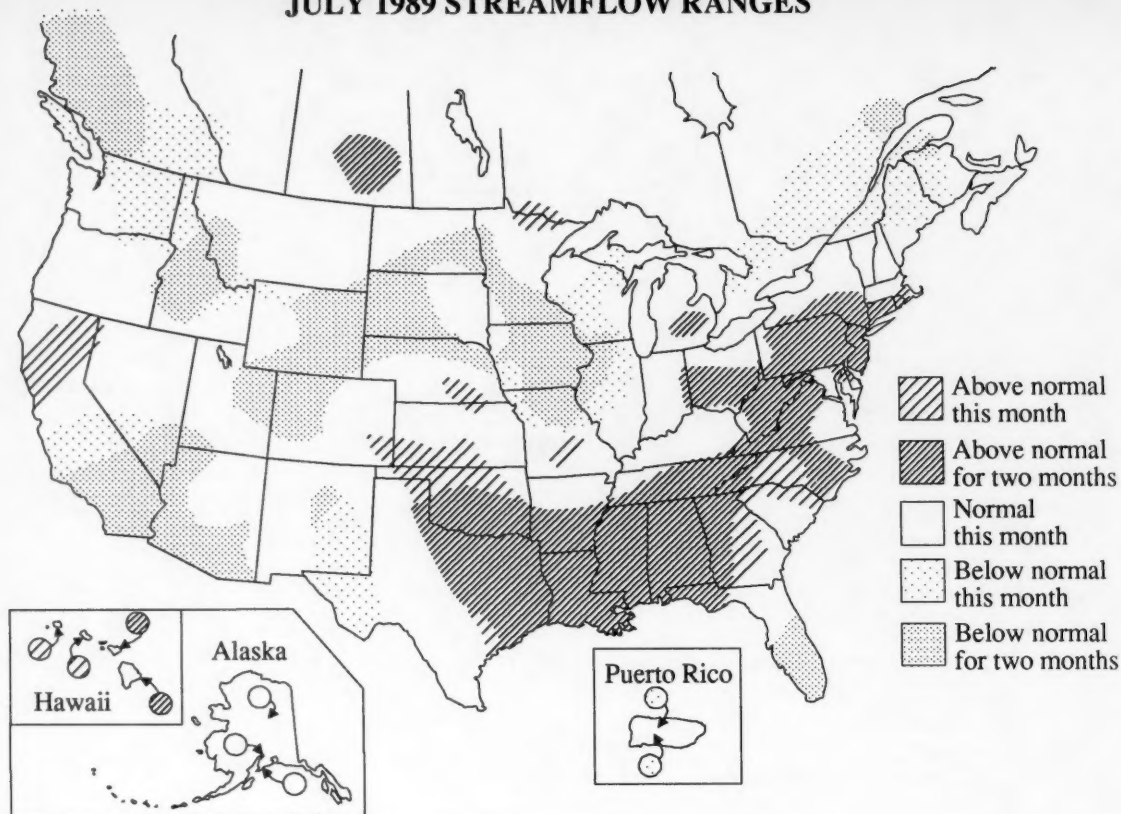 JULY 1989 STREAMFLOW RANGES
Above normal
this month
Above normal
for two months
Normal
this month
Below normal
this month
Below normal
for two months
Hawaii
Alaska
Puerto Rico